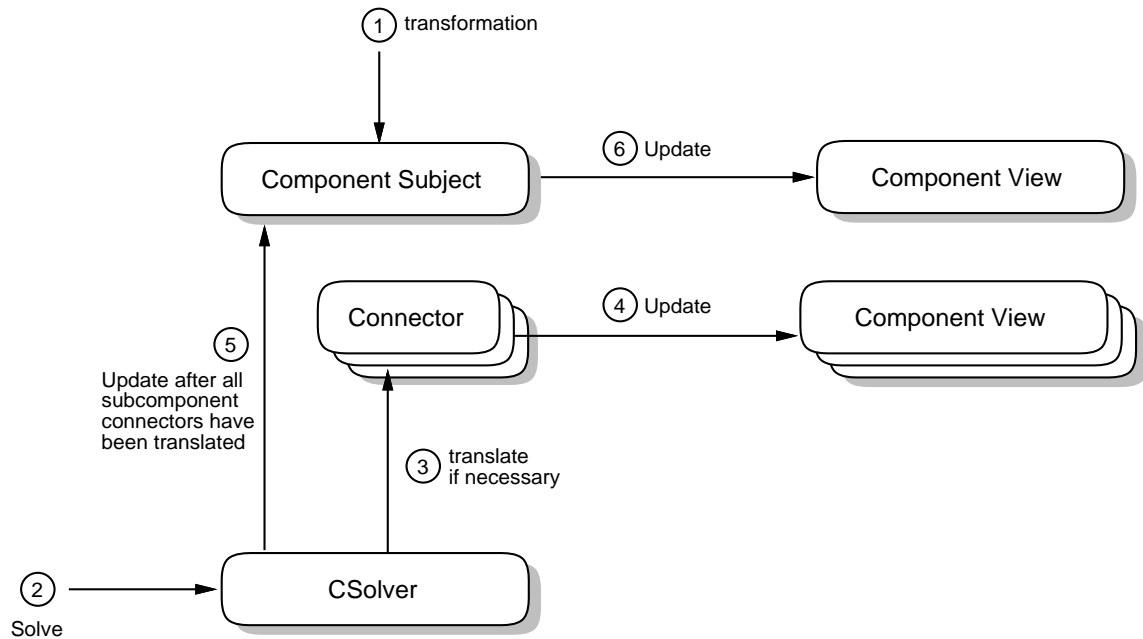 1 transformation
Component Subject
6 Update
Component View
Connector
4 Update
Component View
5
Update after all
subcomponent
connectors have
been translated
3 translate
if necessary
2
Solve
CSolver